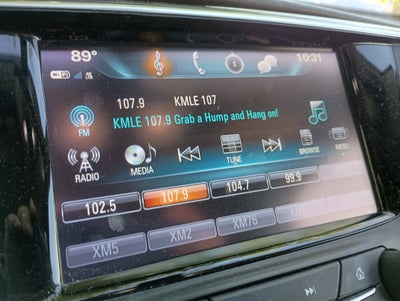 89° 10:31
WiFi
107.9 KMLE 107
KMLE 107.9 Grab a Hump and Hang on!
FM
RADIO MEDIA TUNE BROWSE MENU
102.5 107.9 104.7 99.9
XM5 XM2 XM76